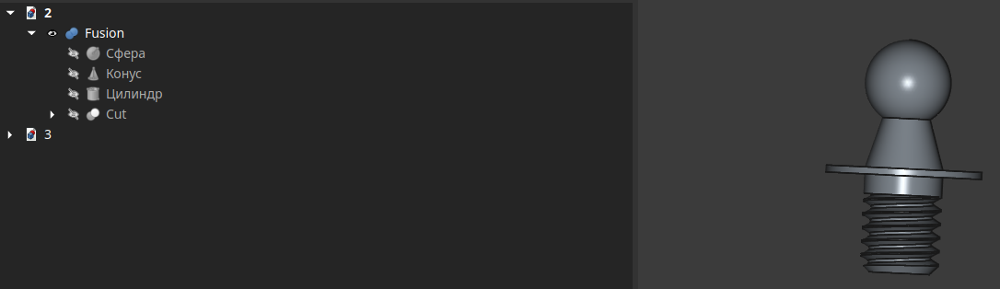 2
Fusion
Сфера
Конус
Цилиндр
Cut
3